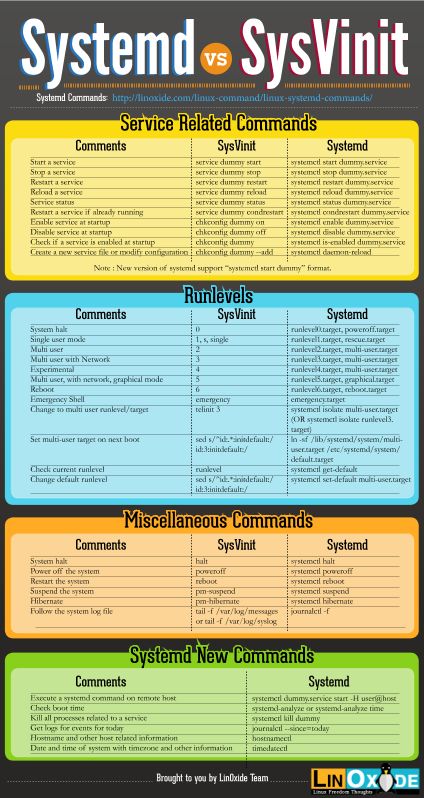 Systemd vs SysVinit
Systemd Commands: http://linoxide.com/linux-command/linux-systemd-commands/
Service Related Commands
Comments SysVinit Systemd
Start a service service dummy start systemctl start dummy.service
Stop a service service dummy stop systemctl stop dummy.service
Restart a service service dummy restart systemctl restart dummy.service
Reload a service service dummy reload systemctl reload dummy.service
Service status service dummy status systemctl status dummy.service
Restart a service if already running service dummy condrestart systemctl condrestart dummy.service
Enable service at startup chkconfig dummy on systemctl enable dummy.service
Disable service at startup chkconfig dummy off systemctl disable dummy.service
Check if a service is enabled at startup chkconfig dummy systemctl is-enabled dummy.service
Create a new service file or modify configuration chkconfig dummy --add systemctl daemon-reload
Note : New version of systemd support "systemctl start dummy" format.
Runlevels
Comments SysVinit Systemd
System halt 0 runlevel0.target, poweroff.target
Single user mode 1, s, single runlevel1.target, rescue.target
Multi user 2 runlevel2.target, multi-user.target
Multi user with Network 3 runlevel3.target, multi-user.target
Experimental 4 runlevel4.target, multi-user.target
Multi user, with network, graphical mode 5 runlevel5.target, graphical.target
Reboot 6 runlevel6.target, reboot.target
Emergency Shell emergency emergency.target
Change to multi user runlevel/target telinit 3 systemctl isolate multi-user.target
(OR systemctl isolate runlevel3.
target)
Set multi-user target on next boot sed s/^id:.*:initdefault:/ ln -sf /lib/systemd/system/multi-
id:3:initdefault:/ user.target /etc/systemd/system/
default.target
Check current runlevel runlevel systemctl get-default
Change default runlevel sed s/^id:.*:initdefault:/ systemctl set-default multi-user.target
id:3:initdefault:/
Miscellaneous Commands
Comments SysVinit Systemd
System halt halt systemctl halt
Power off the system poweroff systemctl poweroff
Restart the system reboot systemctl reboot
Suspend the system pm-suspend systemctl suspend
Hibernate pm-hibernate systemctl hibernate
Follow the system log file tail -f /var/log/messages journalctl -f
or tail -f /var/log/syslog
Systemd New Commands
Comments Systemd
Execute a systemd command on remote host systemctl dummy.service start -H user@host
Check boot time systemd-analyze or systemd-analyze time
Kill all processes related to a service systemctl kill dummy
Get logs for events for today journalctl --since=today
Hostname and other host related information hostnamectl
Date and time of system with timezone and other information timedatectl
Brought to you by LinOxide Team
LINOXIDE
Linux Freedom Thoughts